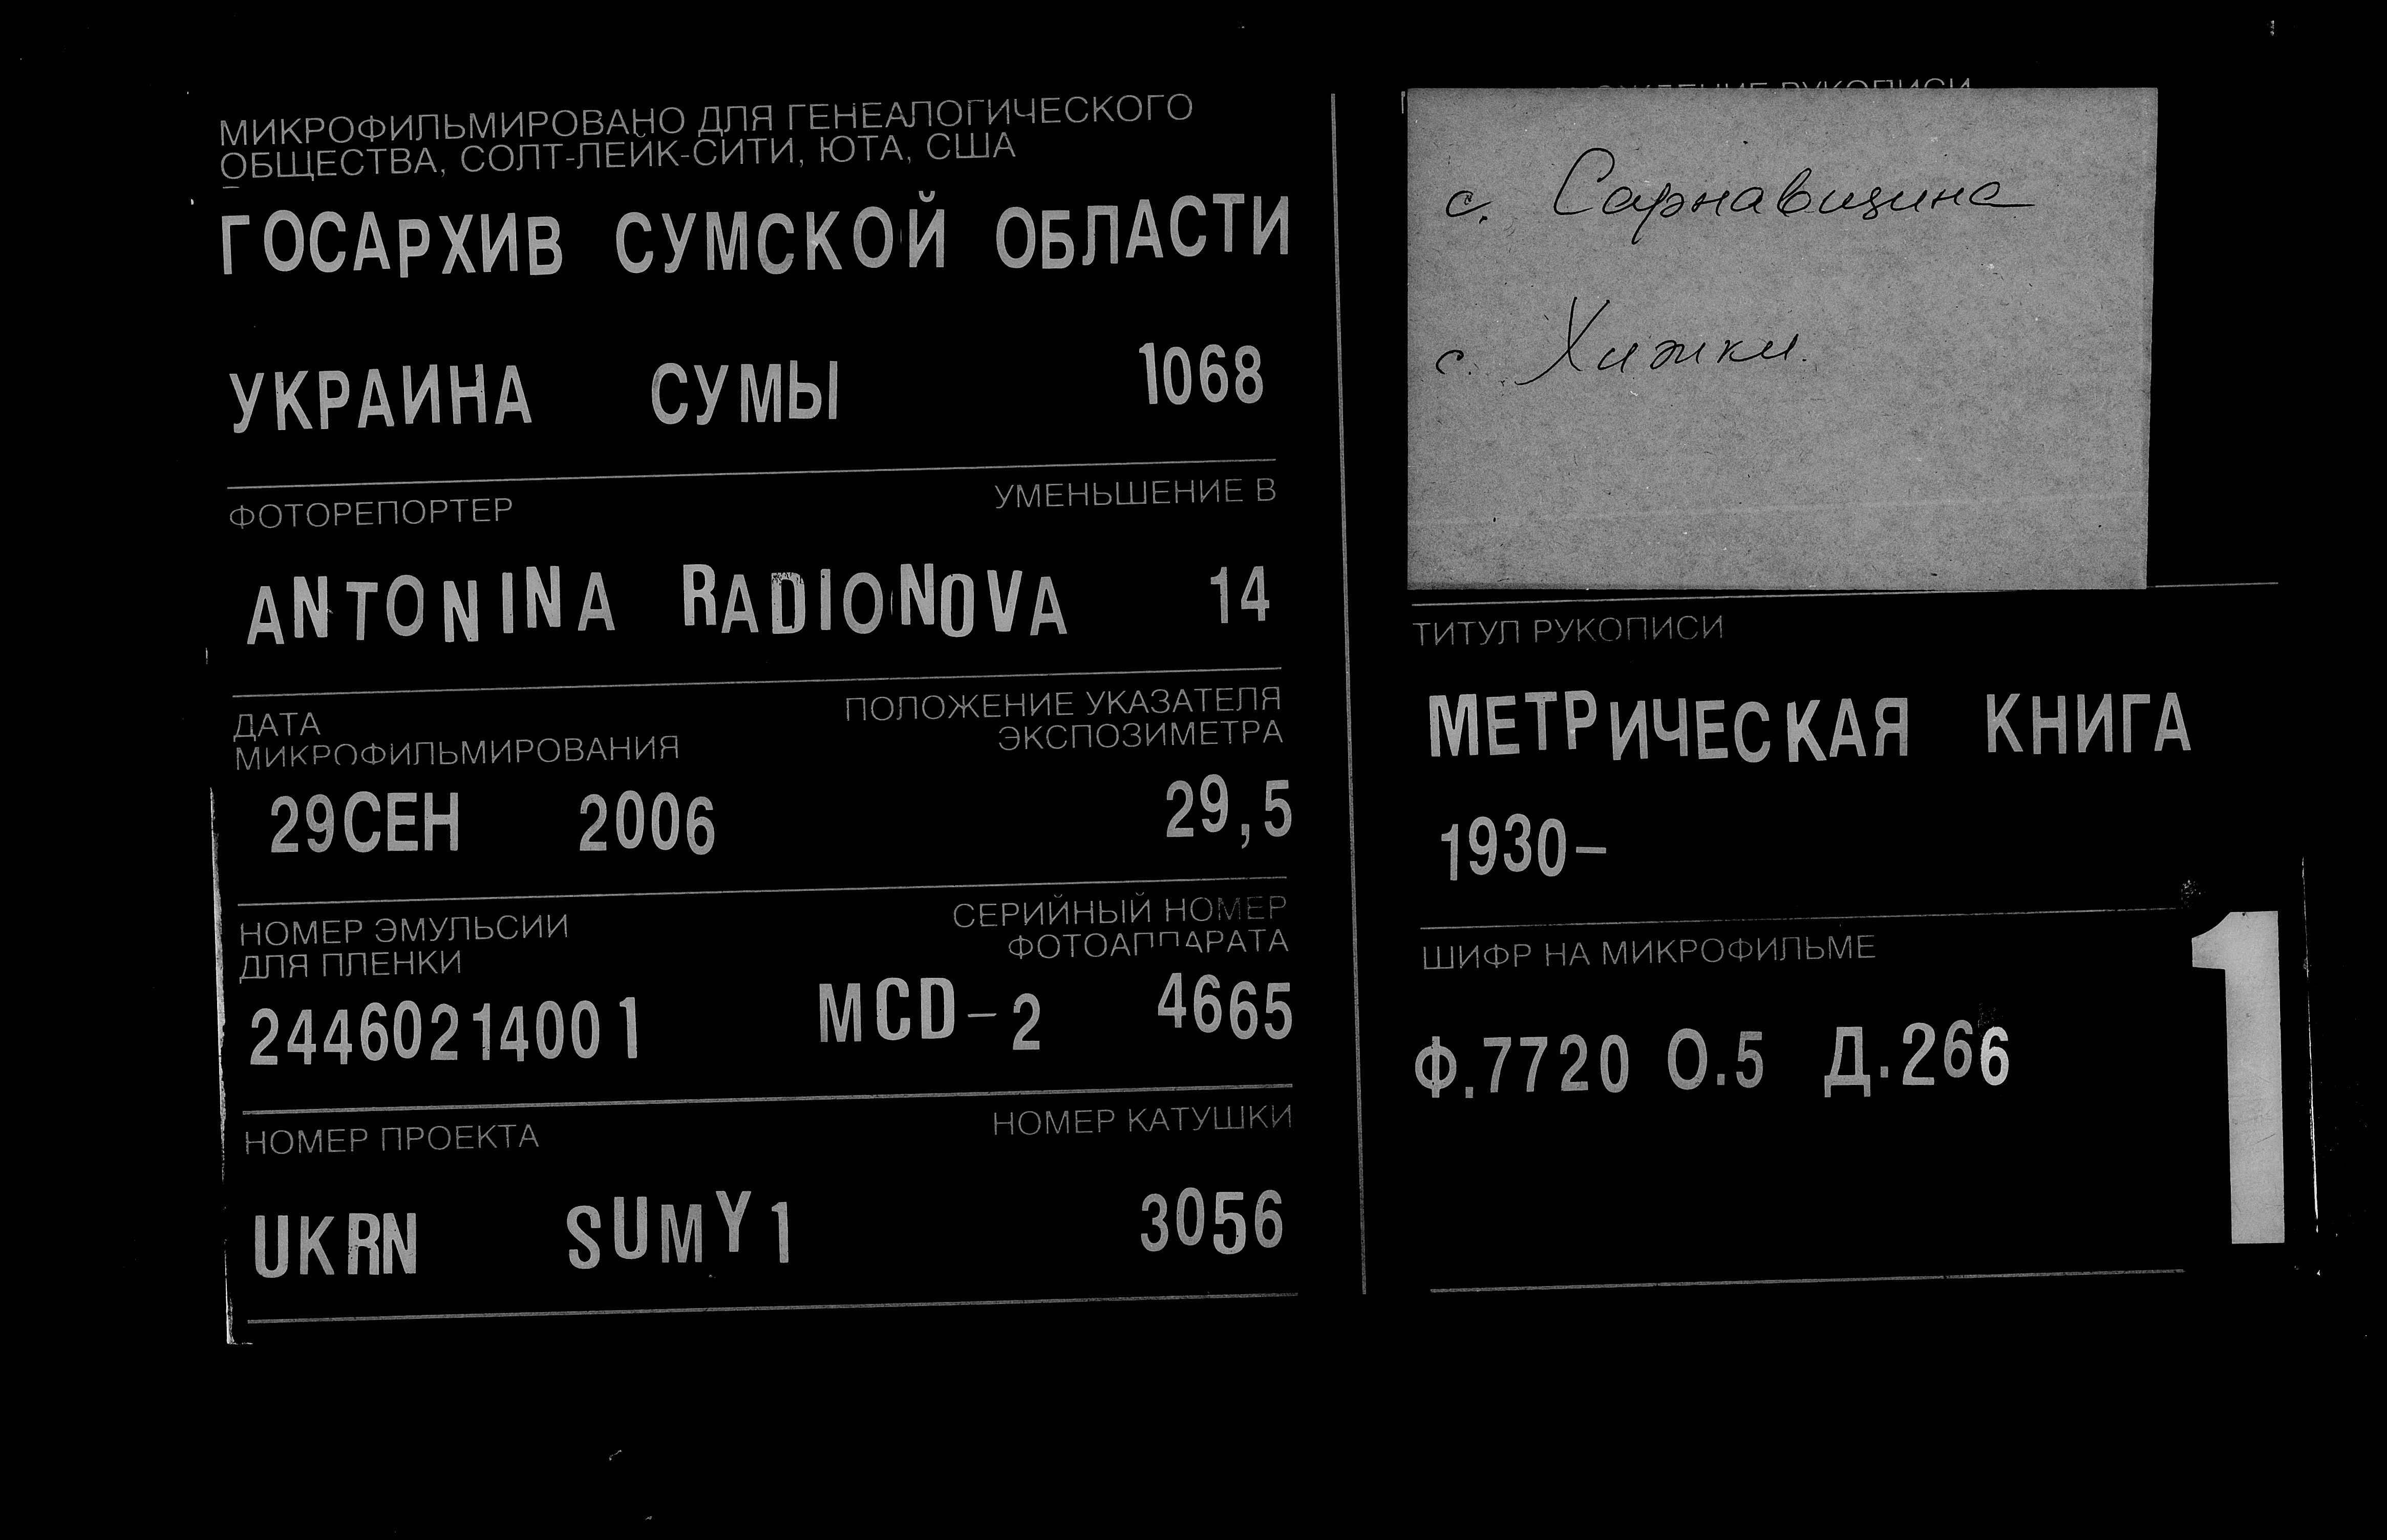 МИКРОФИЛЬМИРОВАНО ДЛЯ ГЕНЕАЛОГИЧЕСКОГО
ОБЩЕСТВА, СОЛТ-ЛЕЙК-СИТИ, ЮТА, США
ГОСАРХИВ СУМСКОЙ ОБЛАСТИ
УКРАИНА СУМЫ 1068
ФОТОРЕПОРТЕР УМЕНЬШЕНИЕ В
ANTONINA RADIONOVA 14
ДАТА
МИКРОФИЛЬМИРОВАНИЯ
ПОЛОЖЕНИЕ УКАЗАТЕЛЯ
ЭКСПОЗИМЕТРА
29СЕН 2006 29,5
НОМЕР ЭМУЛЬСИИ
ДЛЯ ПЛЕНКИ
СЕРИЙНЫЙ НОМЕР
ФОТОАППАРАТА
24460214001 MCD-2 4665
НОМЕР ПРОЕКТА НОМЕР КАТУШКИ
UKRN SUMY1 3056
РУКОПИСИ
с. Сарнавщина
с. Хижки.
ТИТУЛ РУКОПИСИ
МЕТРИЧЕСКАЯ КНИГА
1930-
ШИФР НА МИКРОФИЛЬМЕ
Ф.7720 О.5 Д.266
1